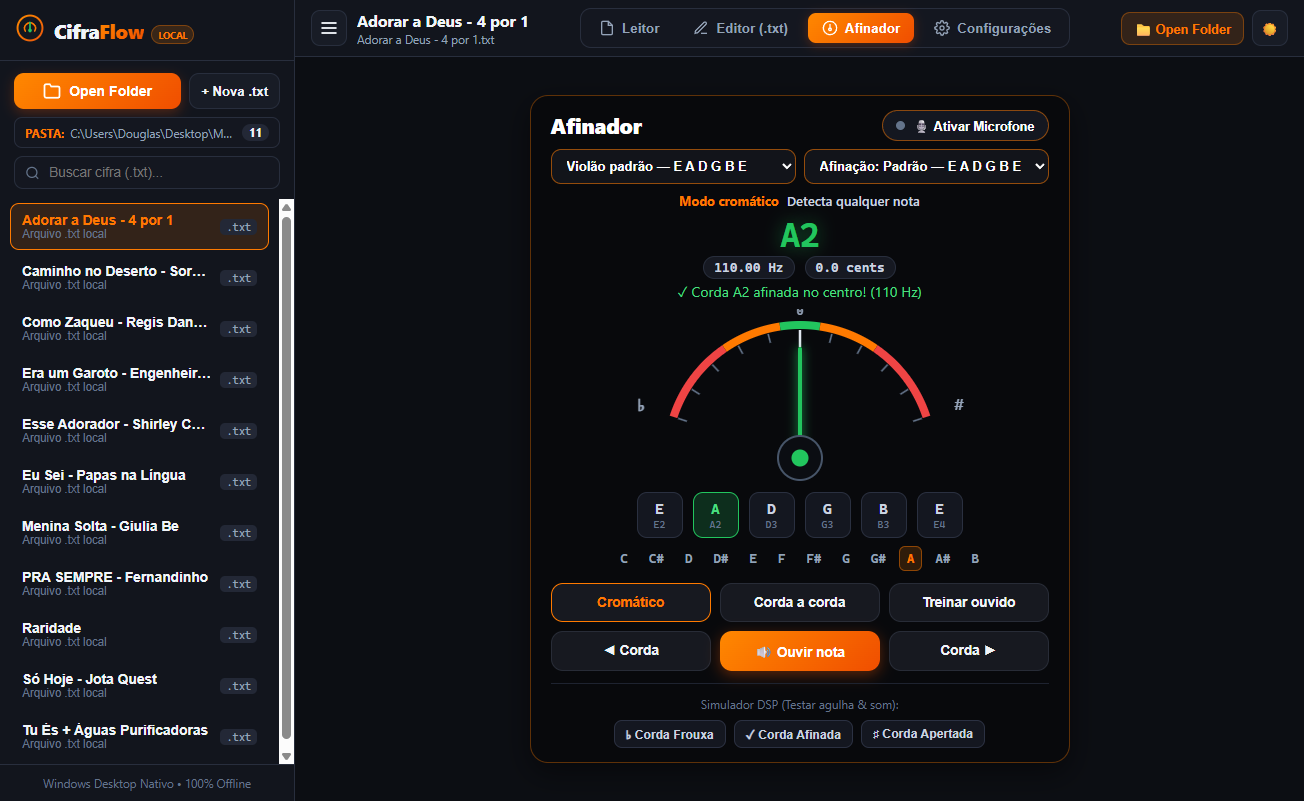 CifraFlow LOCAL
Open Folder
+ Nova .txt
PASTA: C:\Users\Douglas\Desktop\M... 11
Buscar cifra (.txt)...
Adorar a Deus - 4 por 1
Arquivo .txt local
.txt
Caminho no Deserto - Sor...
Arquivo .txt local
.txt
Como Zaqueu - Regis Dan...
Arquivo .txt local
.txt
Era um Garoto - Engenheir...
Arquivo .txt local
.txt
Esse Adorador - Shirley C...
Arquivo .txt local
.txt
Eu Sei - Papas na Língua
Arquivo .txt local
.txt
Menina Solta - Giulia Be
Arquivo .txt local
.txt
PRA SEMPRE - Fernandinho
Arquivo .txt local
.txt
Raridade
Arquivo .txt local
.txt
Só Hoje - Jota Quest
Arquivo .txt local
.txt
Tu És + Águas Purificadoras
Arquivo .txt local
.txt
Windows Desktop Nativo • 100% Offline
Adorar a Deus - 4 por 1
Adorar a Deus - 4 por 1.txt
Leitor
Editor (.txt)
Afinador
Configurações
Open Folder
Afinador
Ativar Microfone
Violão padrão — E A D G B E
Afinação: Padrão — E A D G B E
Modo cromático Detecta qualquer nota
A2
110.00 Hz 0.0 cents
✓ Corda A2 afinada no centro! (110 Hz)
0
♭ #
E A D G B E
E2 A2 D3 G3 B3 E4
C C# D D# E F F# G G# A A# B
Cromático
Corda a corda
Treinar ouvido
◀ Corda
Ouvir nota
Corda ▶
Simulador DSP (Testar agulha & som):
♭ Corda Frouxa
✓ Corda Afinada
♯ Corda Apertada